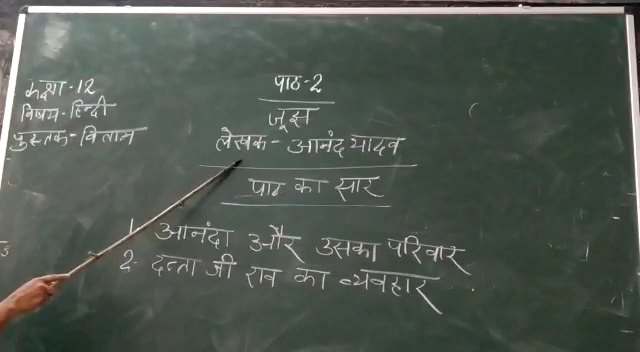 कक्षा-12
विषय-हिन्दी
पुस्तक-वितान
पाठ-2
जूझ
लेखक- आनंद यादव
पाठ का सार
1. आनंदा और उसका परिवार
2. दत्ता जी राव का व्यवहार